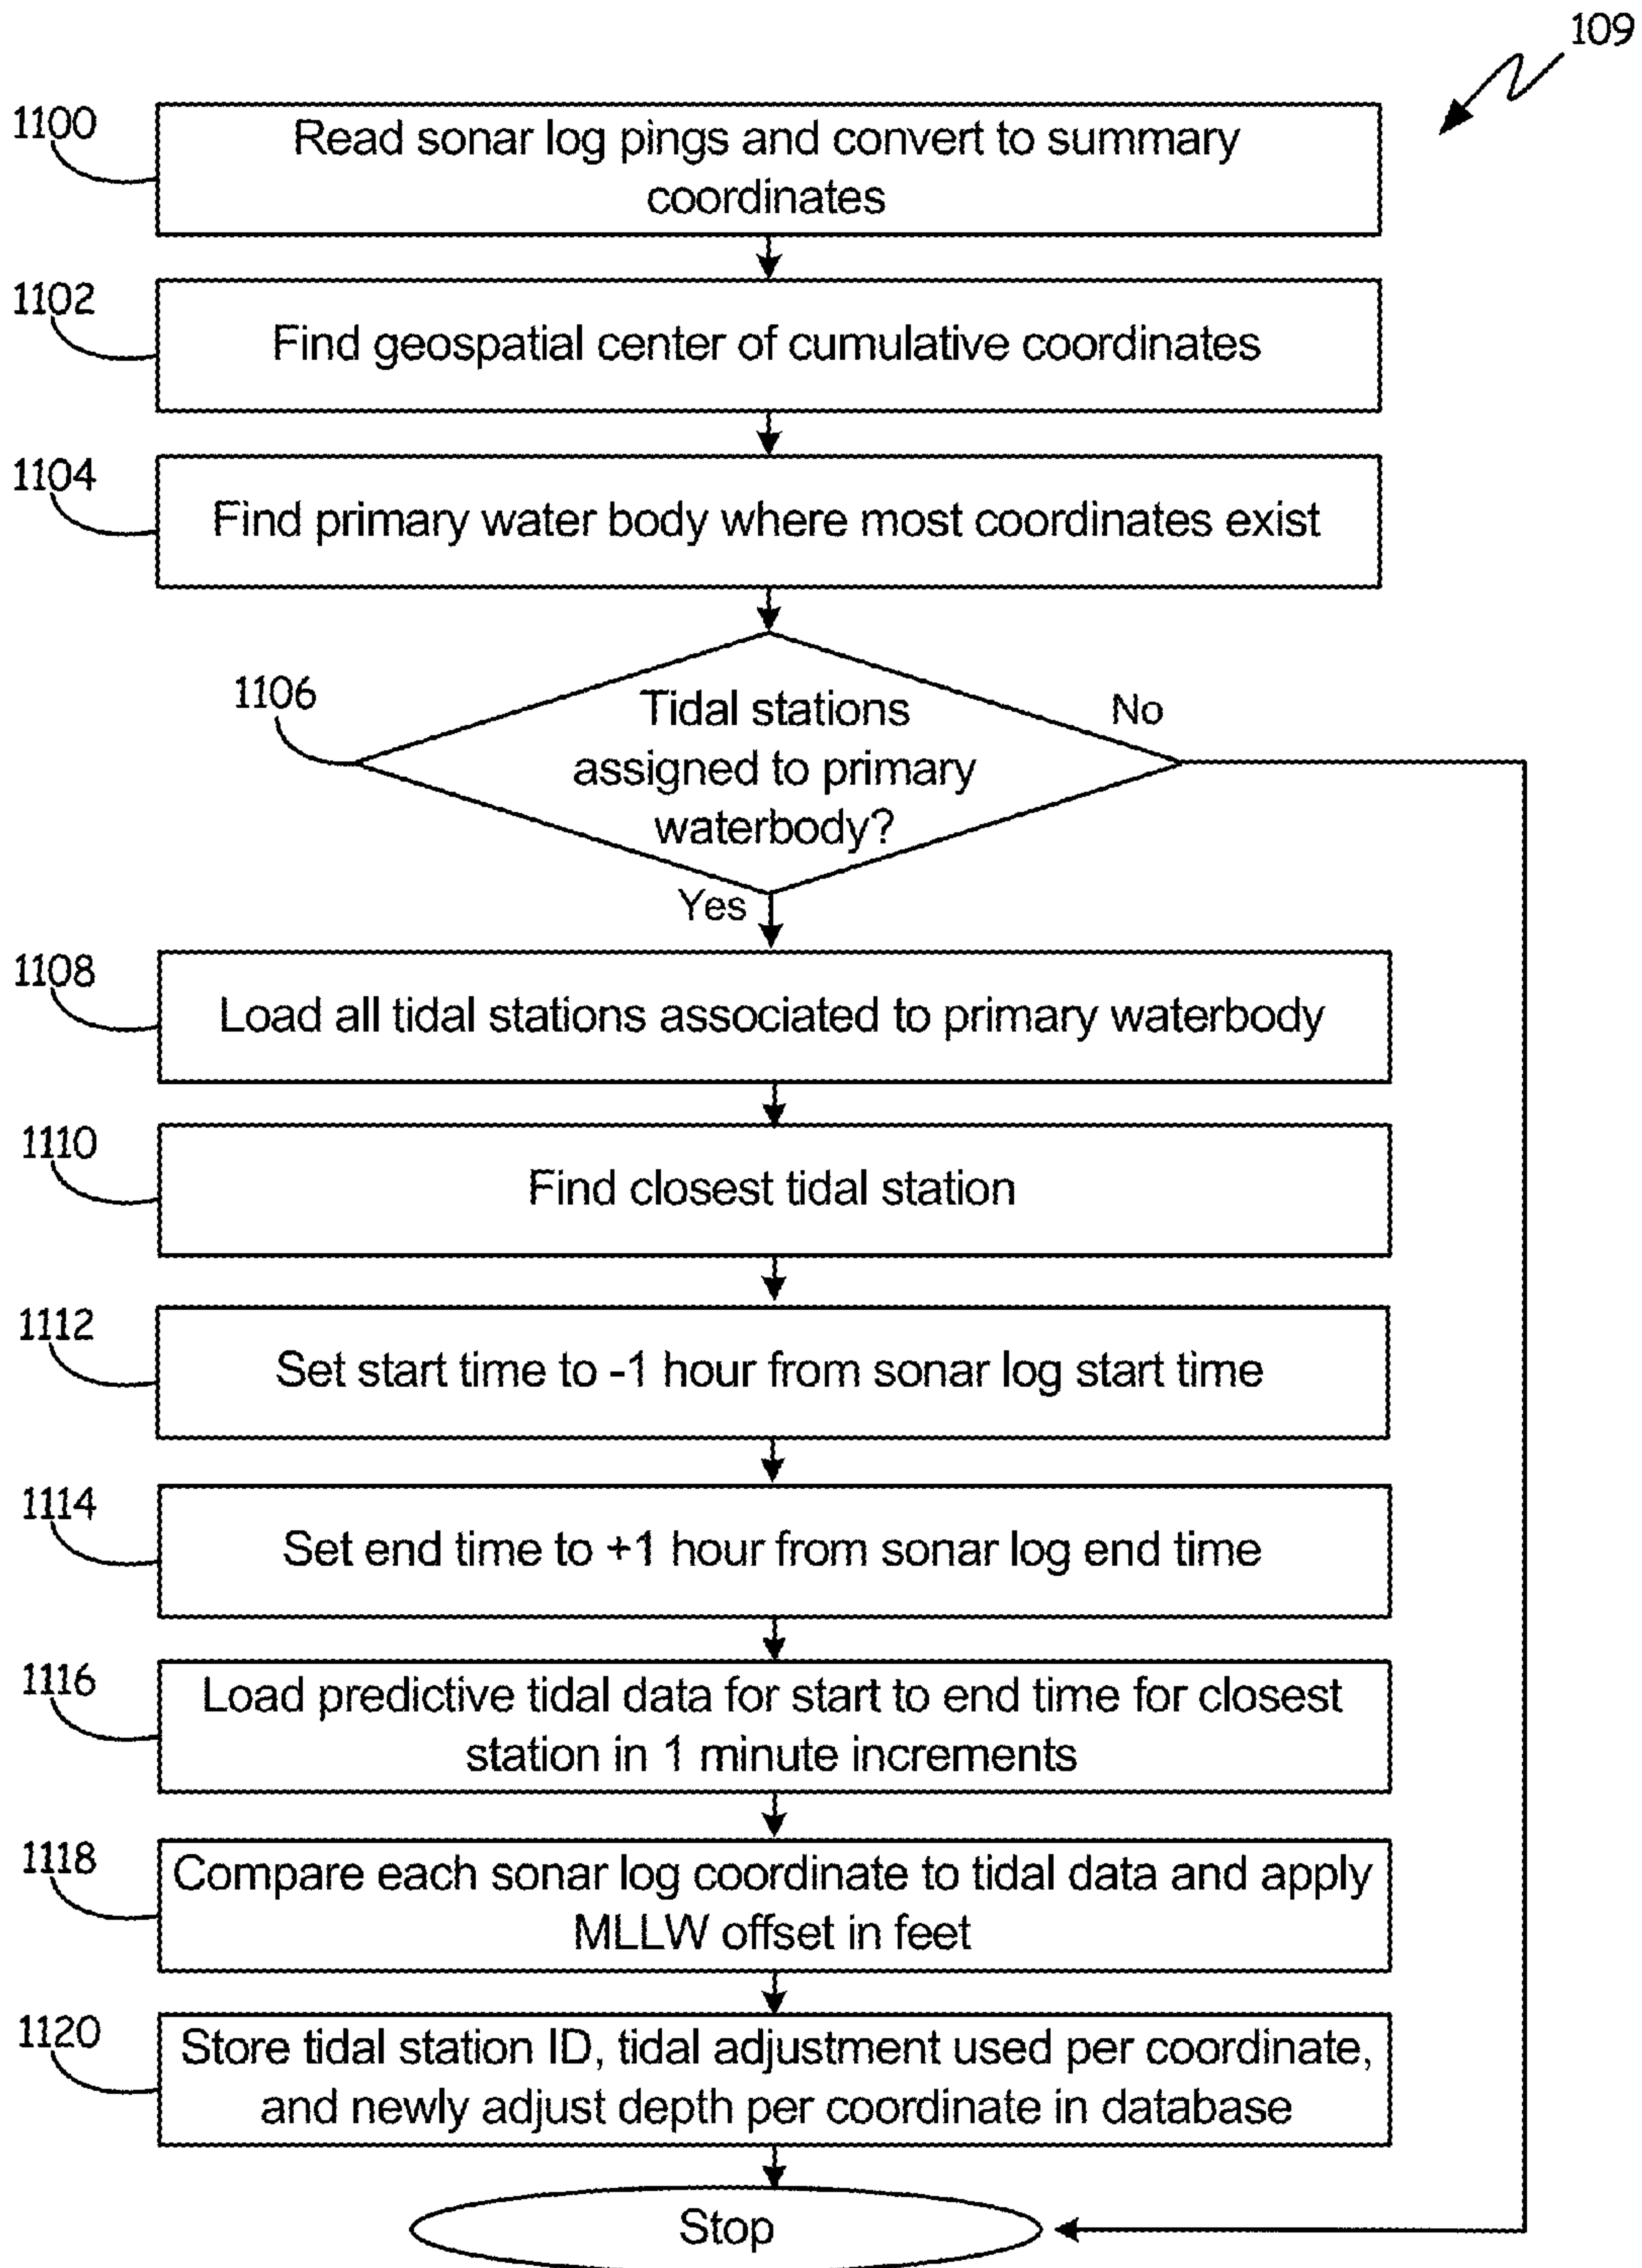 109
1100
Read sonar log pings and convert to summary
coordinates
1102
Find geospatial center of cumulative coordinates
1104
Find primary water body where most coordinates exist
1106
Tidal stations
assigned to primary
waterbody?
No
Yes
1108
Load all tidal stations associated to primary waterbody
1110
Find closest tidal station
1112
Set start time to -1 hour from sonar log start time
1114
Set end time to +1 hour from sonar log end time
1116
Load predictive tidal data for start to end time for closest
station in 1 minute increments
1118
Compare each sonar log coordinate to tidal data and apply
MLLW offset in feet
1120
Store tidal station ID, tidal adjustment used per coordinate,
and newly adjust depth per coordinate in database
Stop